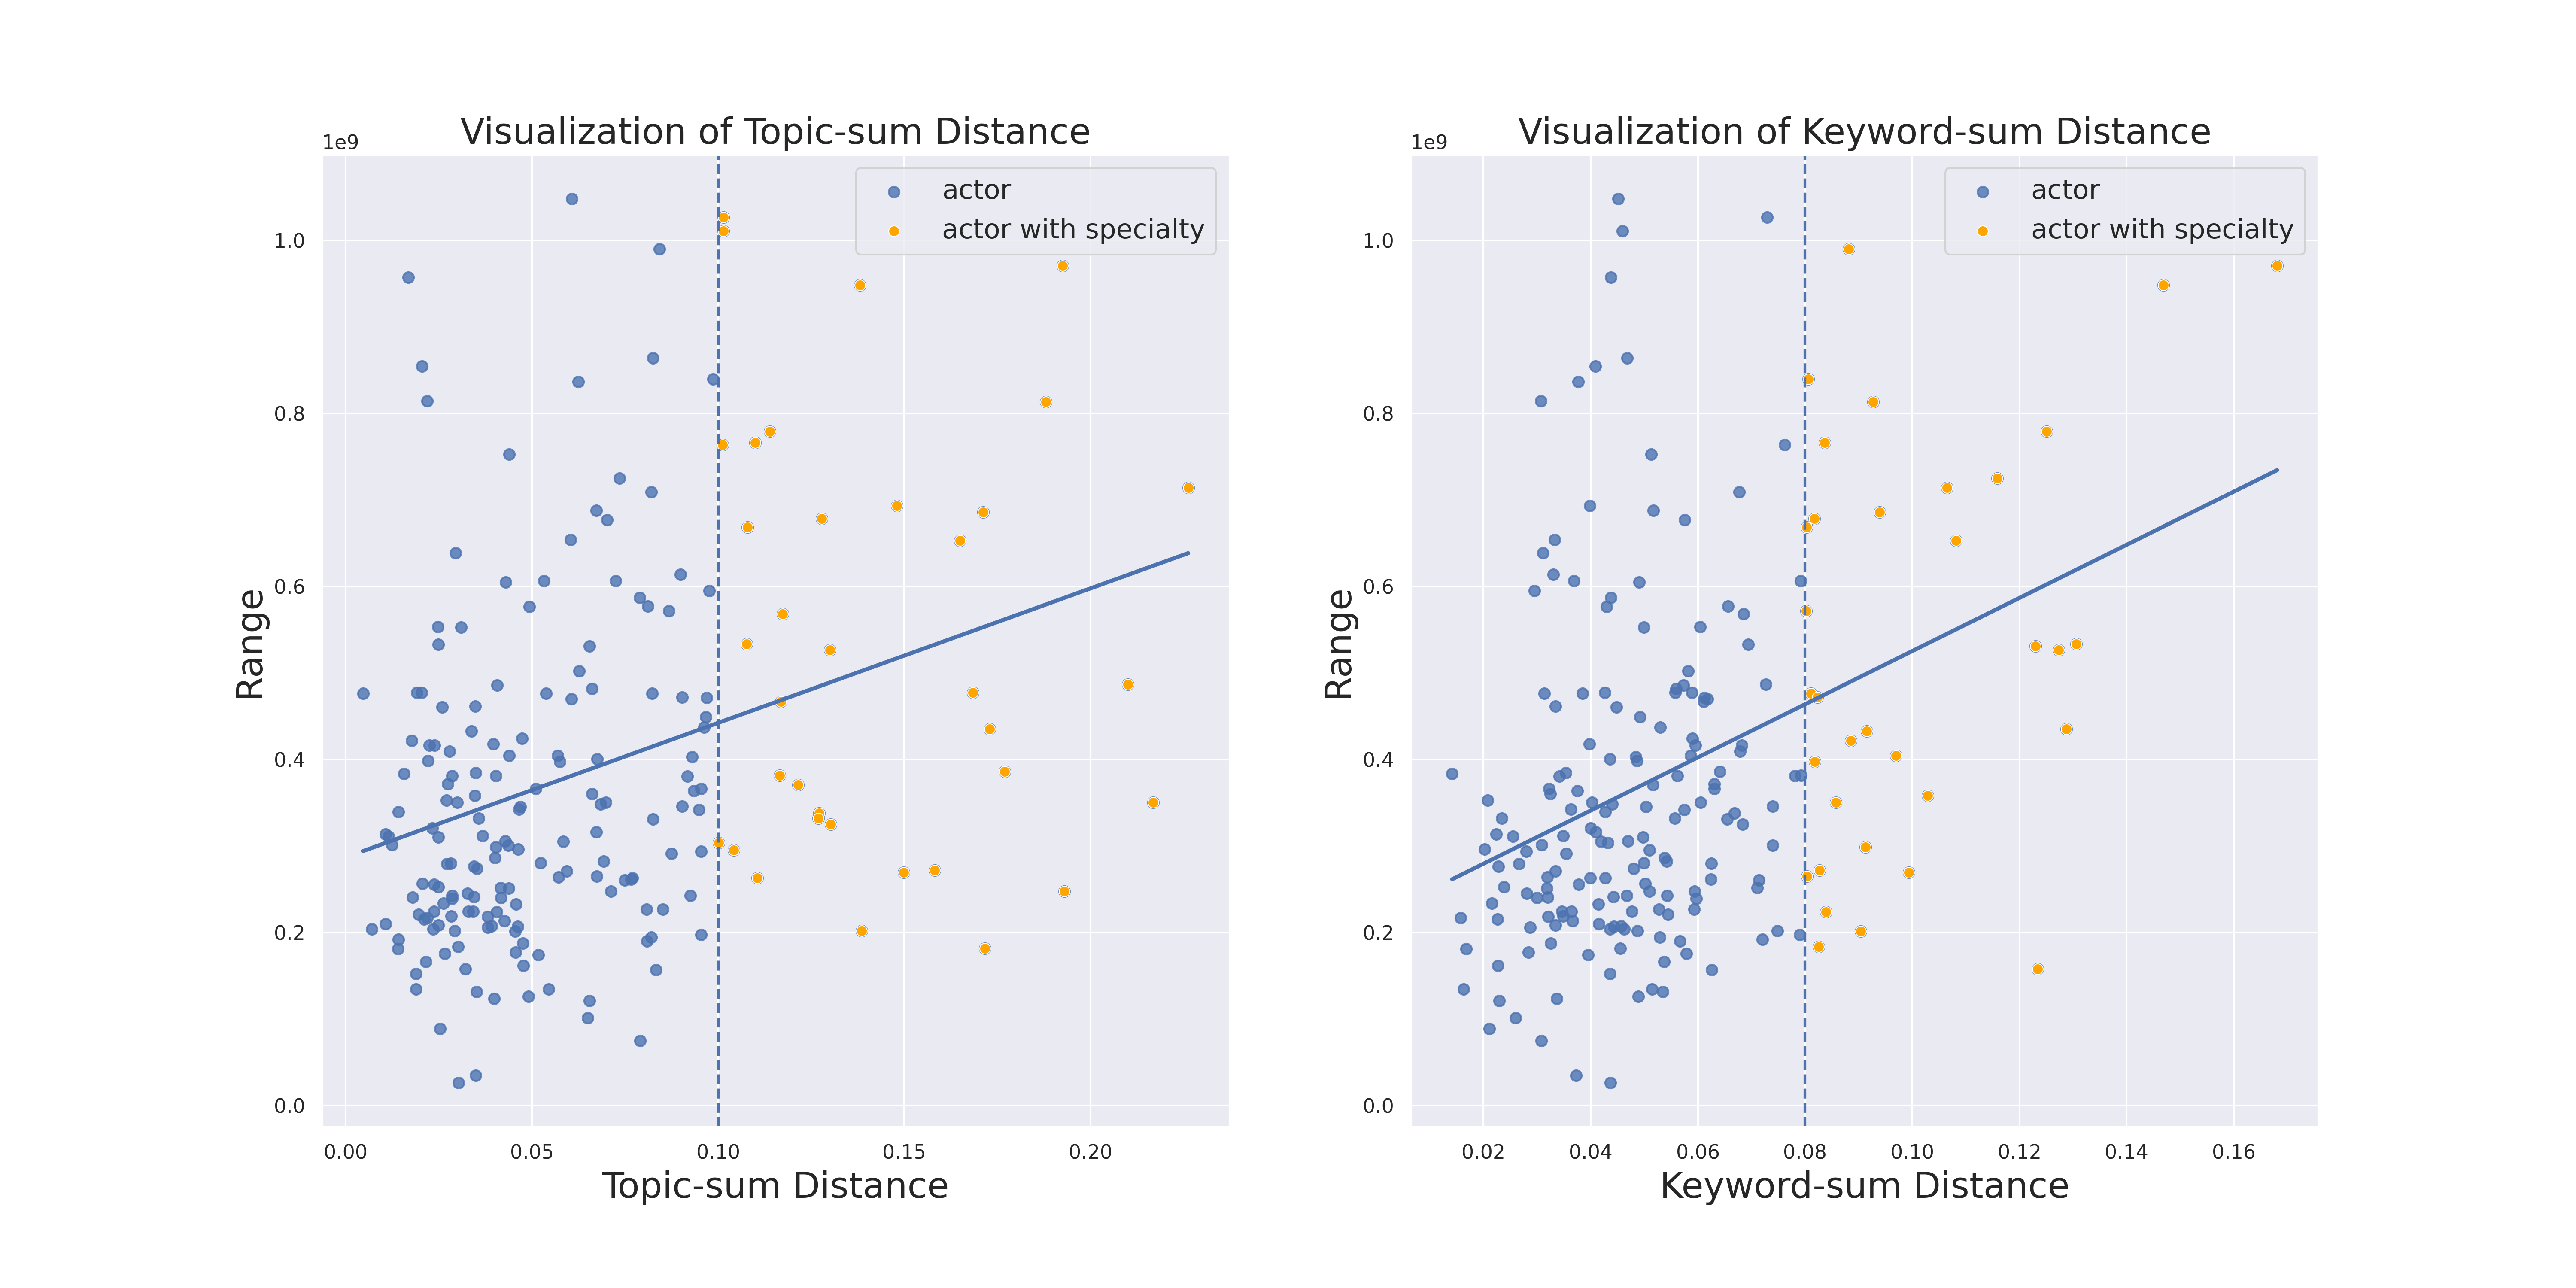 Visualization of Topic-sum Distance
1e9
actor
actor with specialty
1.0
0.8
0.6
0.4
0.2
0.0
Range
0.00 0.05 0.10 0.15 0.20
Topic-sum Distance
Visualization of Keyword-sum Distance
1e9
actor
actor with specialty
1.0
0.8
0.6
0.4
0.2
0.0
Range
0.02 0.04 0.06 0.08 0.10 0.12 0.14 0.16
Keyword-sum Distance